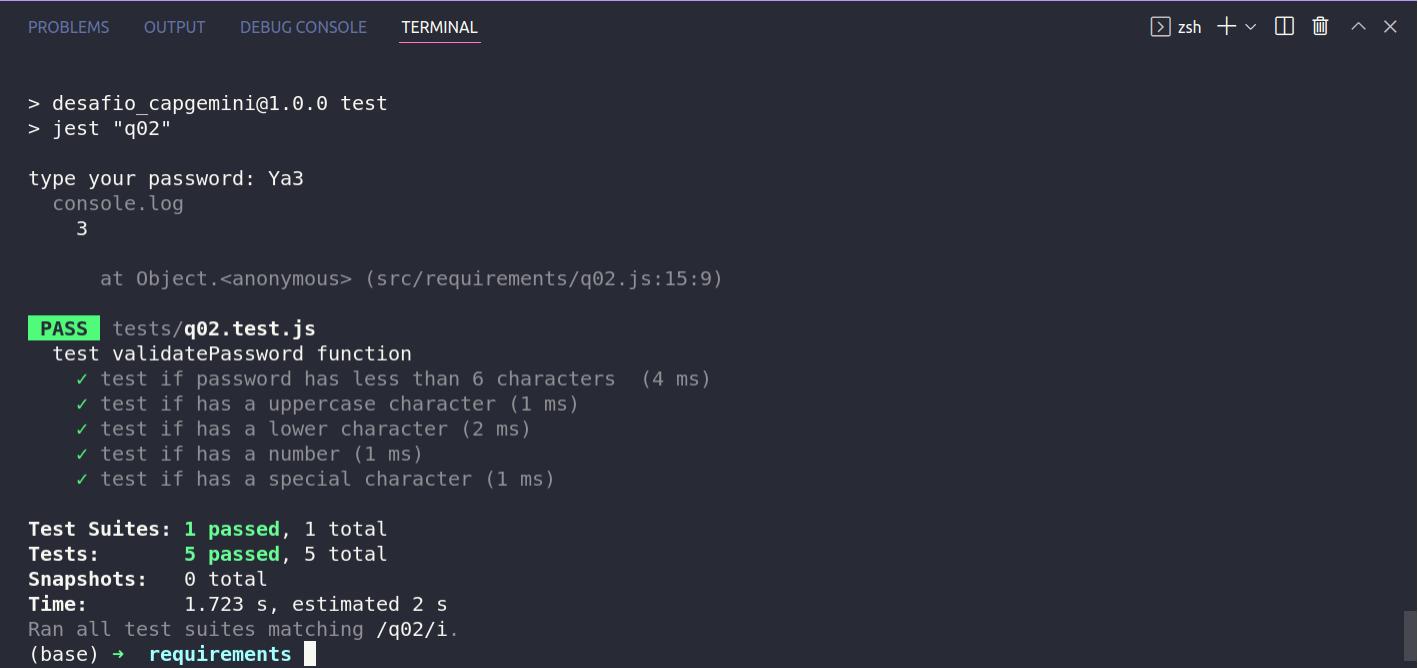 PROBLEMS OUTPUT DEBUG CONSOLE TERMINAL zsh
> desafio_capgemini@1.0.0 test
> jest "q02"
type your password: Ya3
console.log
3
at Object.<anonymous> (src/requirements/q02.js:15:9)
PASS tests/q02.test.js
test validatePassword function
✓ test if password has less than 6 characters  (4 ms)
✓ test if has a uppercase character (1 ms)
✓ test if has a lower character (2 ms)
✓ test if has a number (1 ms)
✓ test if has a special character (1 ms)
Test Suites: 1 passed, 1 total
Tests: 5 passed, 5 total
Snapshots: 0 total
Time: 1.723 s, estimated 2 s
Ran all test suites matching /q02/i.
(base) → requirements